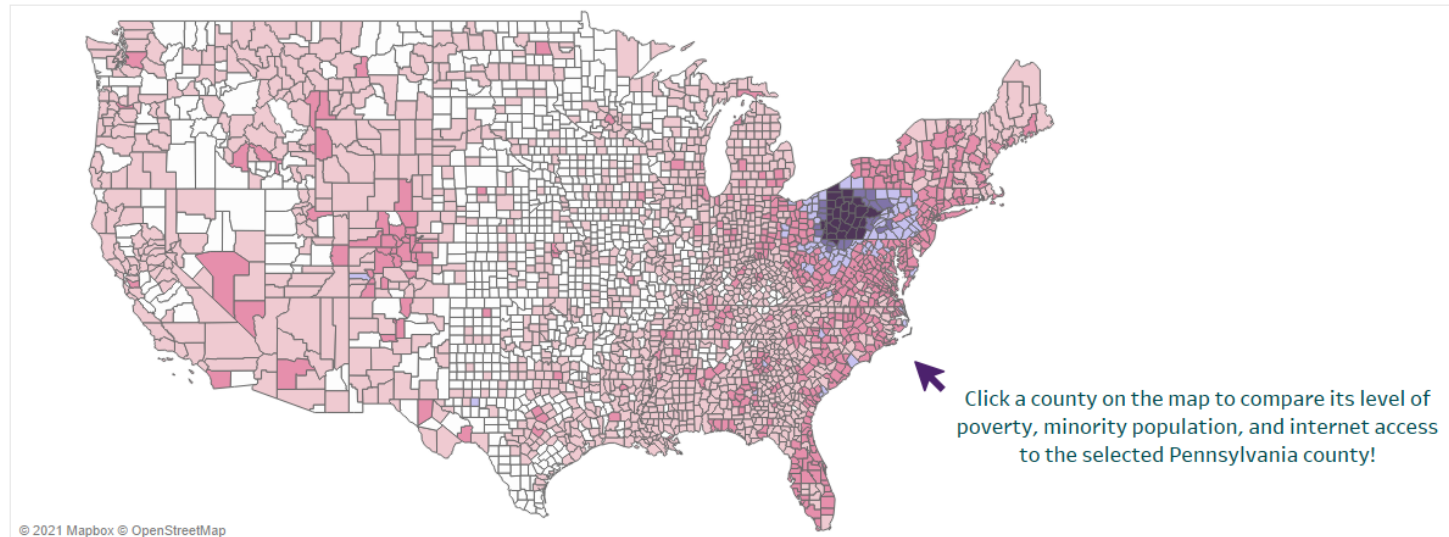 Click a county on the map to compare its level of
poverty, minority population, and internet access
to the selected Pennsylvania county!
© 2021 Mapbox © OpenStreetMap